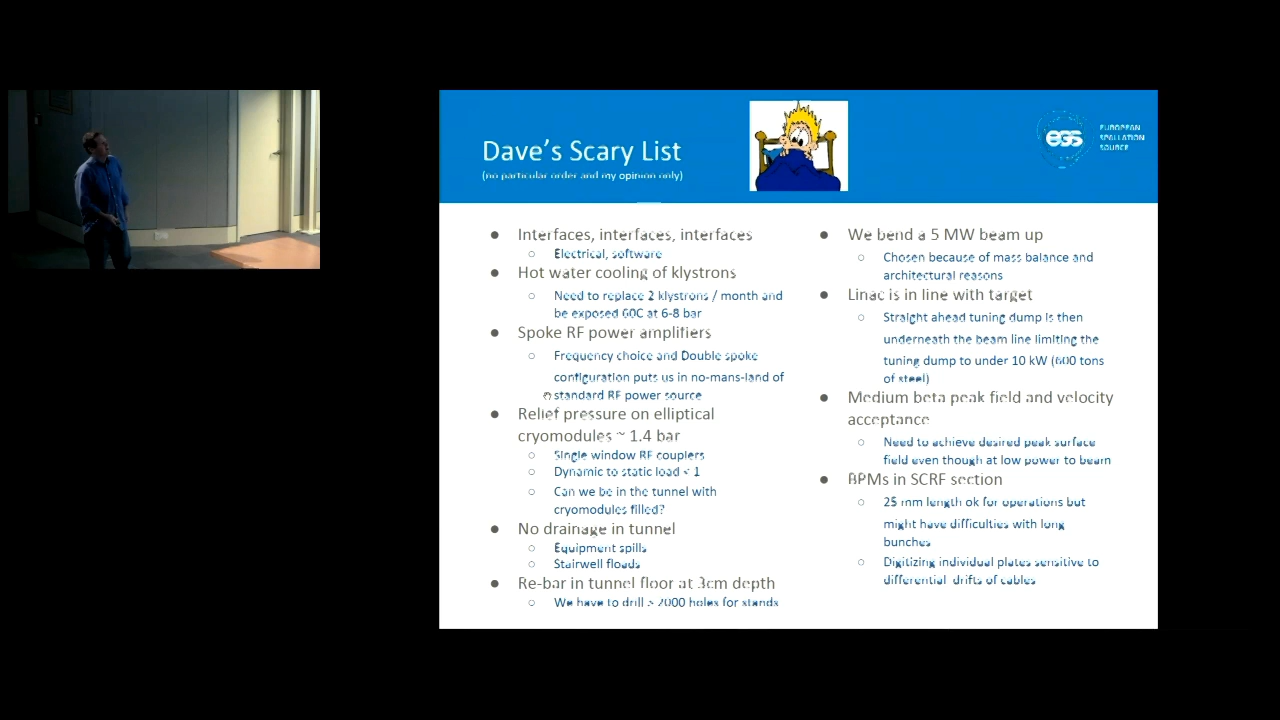 Dave's Scary List
(no particular order and my opinion only)
ess
EUROPEAN
SPALLATION
SOURCE
Interfaces, interfaces, interfaces
Electrical, software
Hot water cooling of klystrons
Need to replace 2 klystrons / month and
be exposed 60C at 6-8 bar
Spoke RF power amplifiers
Frequency choice and Double spoke
configuration puts us in no-mans-land of
standard RF power source
Relief pressure on elliptical
cryomodules ~ 1.4 bar
Single window RF couplers
Dynamic to static load < 1
Can we be in the tunnel with
cryomodules filled?
No drainage in tunnel
Equipment spills
Stairwell floods
Re-bar in tunnel floor at 3cm depth
We have to drill > 2000 holes for stands
We bend a 5 MW beam up
Chosen because of mass balance and
architectural reasons
Linac is in line with target
Straight ahead tuning dump is then
underneath the beam line limiting the
tuning dump to under 10 kW (600 tons
of steel)
Medium beta peak field and velocity
acceptance
Need to achieve desired peak surface
field even though at low power to beam
BPMs in SCRF section
25 mm length ok for operations but
might have difficulties with long
bunches
Digitizing individual plates sensitive to
differential drifts of cables